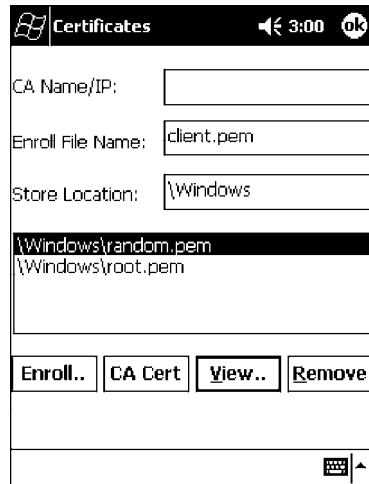 Certificates 3:00 ok
CA Name/IP:
Enroll File Name: client.pem
Store Location: \Windows
\Windows\random.pem
\Windows\root.pem
Enroll.. CA Cert View.. Remove